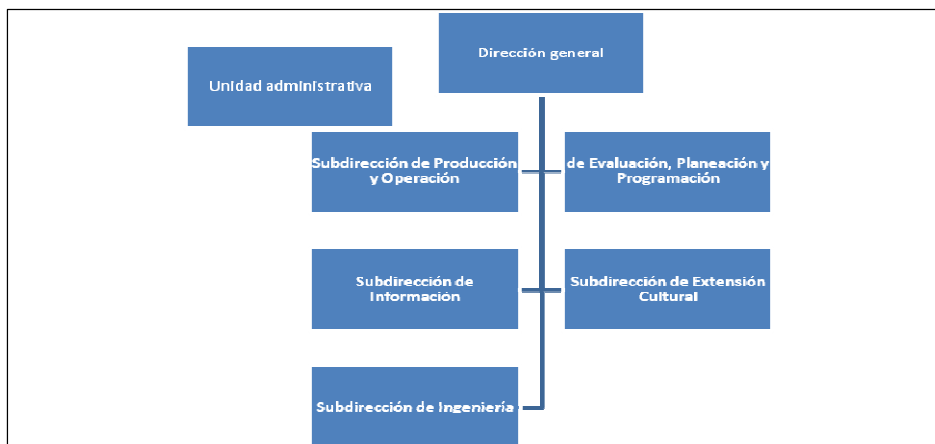 Dirección general
Unidad administrativa
Subdirección de Producción
y Operación
de Evaluación, Planeación y
Programación
Subdirección de
Información
Subdirección de Extensión
Cultural
Subdirección de Ingeniería